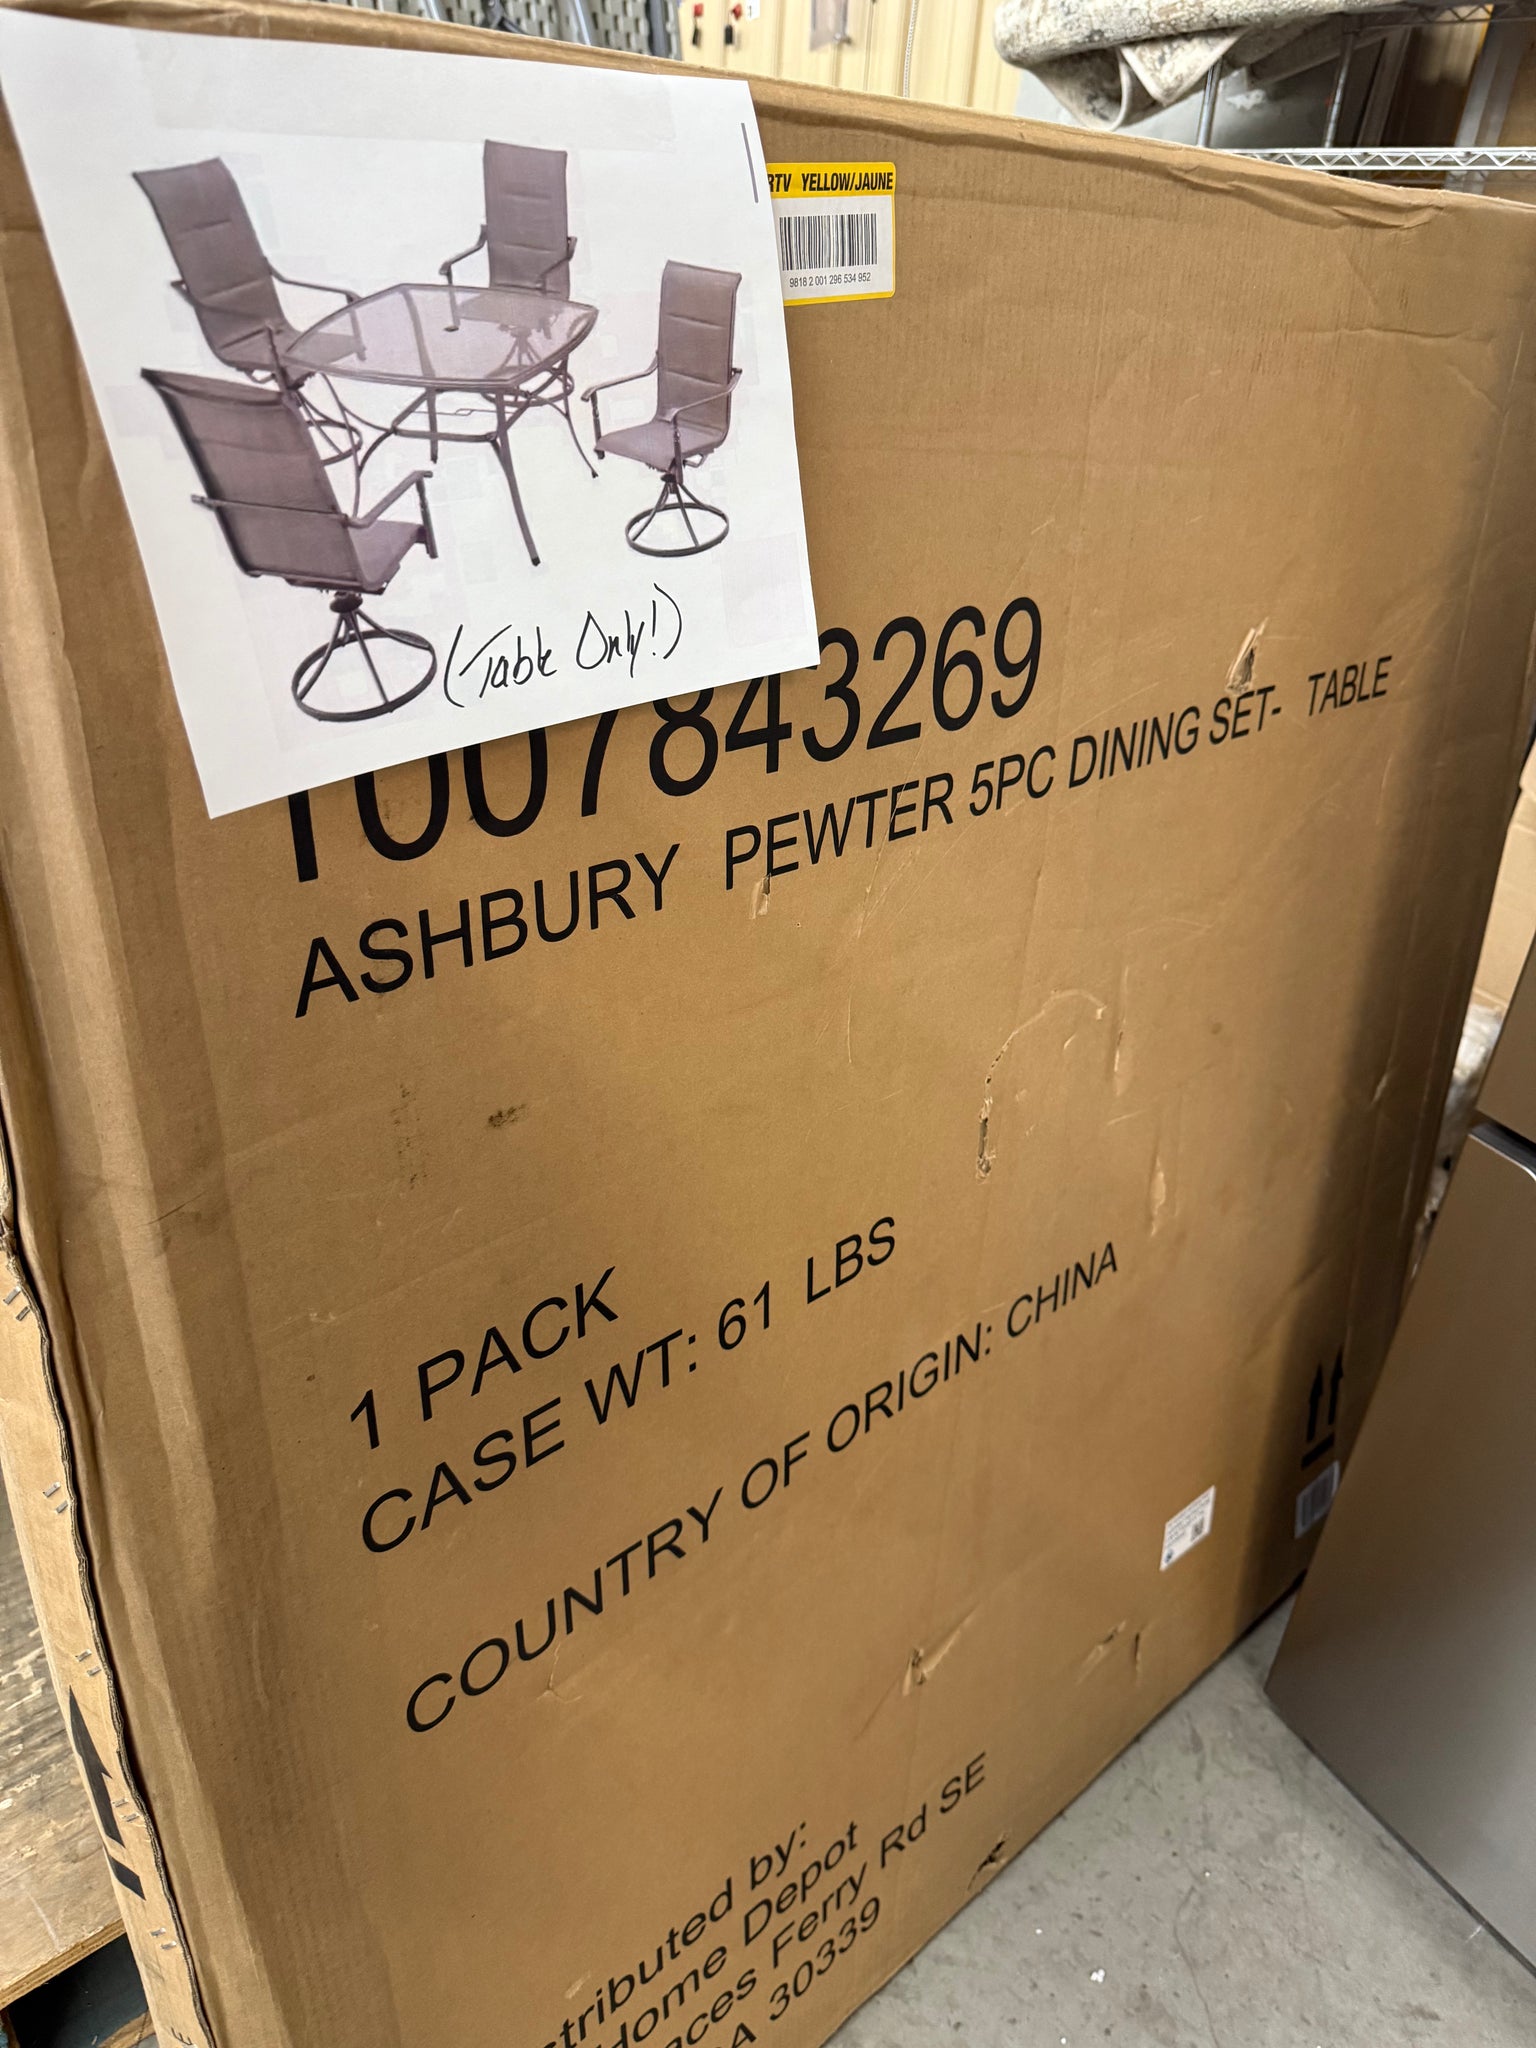 RTV YELLOW/JAUNE
9818 2 001 296 534 952
(Table Only!)
1007843269
ASHBURY PEWTER 5PC DINING SET- TABLE
1 PACK
CASE WT: 61 LBS
COUNTRY OF ORIGIN: CHINA
stributed by:
Home Depot
aces Ferry Rd SE
A 30339